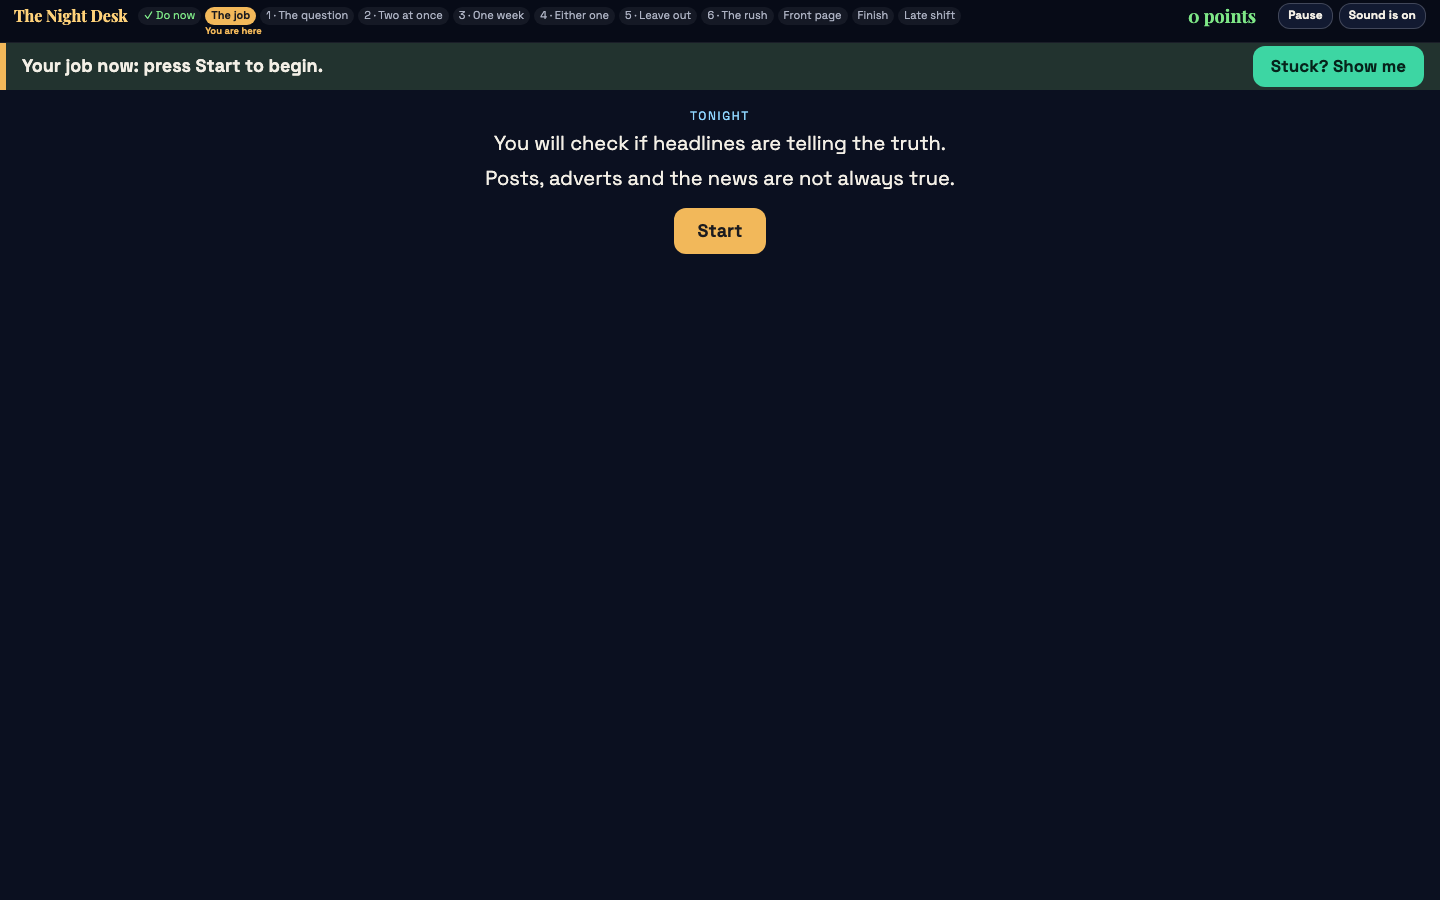 The Night Desk
✓ Do now
The job
1 · The question
2 · Two at once
3 · One week
4 · Either one
5 · Leave out
6 · The rush
Front page
Finish
Late shift
0 points
Pause
Sound is on
You are here
Your job now: press Start to begin.
Stuck? Show me
TONIGHT
You will check if headlines are telling the truth.
Posts, adverts and the news are not always true.
Start